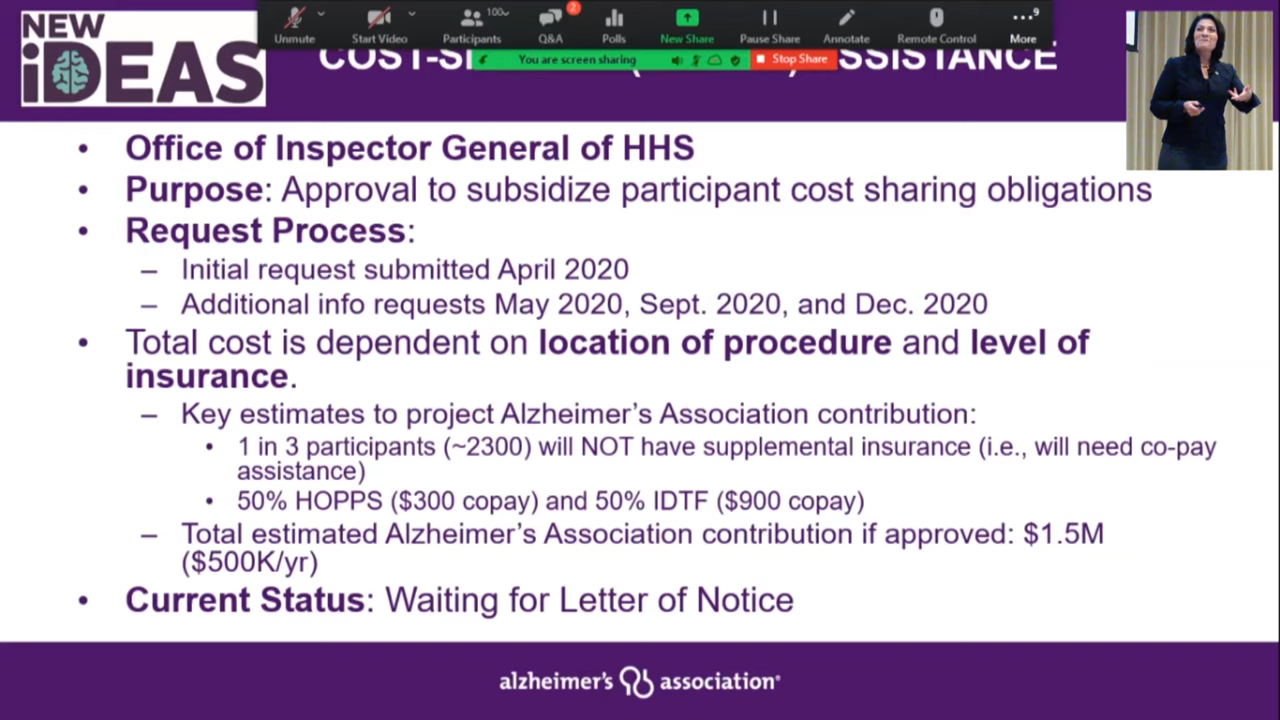 NEW
iDEAS
Unmute
Start Video
100
Participants
2
Q&A
Polls
New Share
Pause Share
Annotate
Remote Control
9
More
You are screen sharing
Stop Share
ASSISTANCE
• Office of Inspector General of HHS
• Purpose: Approval to subsidize participant cost sharing obligations
• Request Process:
– Initial request submitted April 2020
– Additional info requests May 2020, Sept. 2020, and Dec. 2020
• Total cost is dependent on location of procedure and level of
insurance.
– Key estimates to project Alzheimer's Association contribution:
• 1 in 3 participants (~2300) will NOT have supplemental insurance (i.e., will need co-pay
assistance)
• 50% HOPPS ($300 copay) and 50% IDTF ($900 copay)
– Total estimated Alzheimer's Association contribution if approved: $1.5M
($500K/yr)
• Current Status: Waiting for Letter of Notice
alzheimer's association®